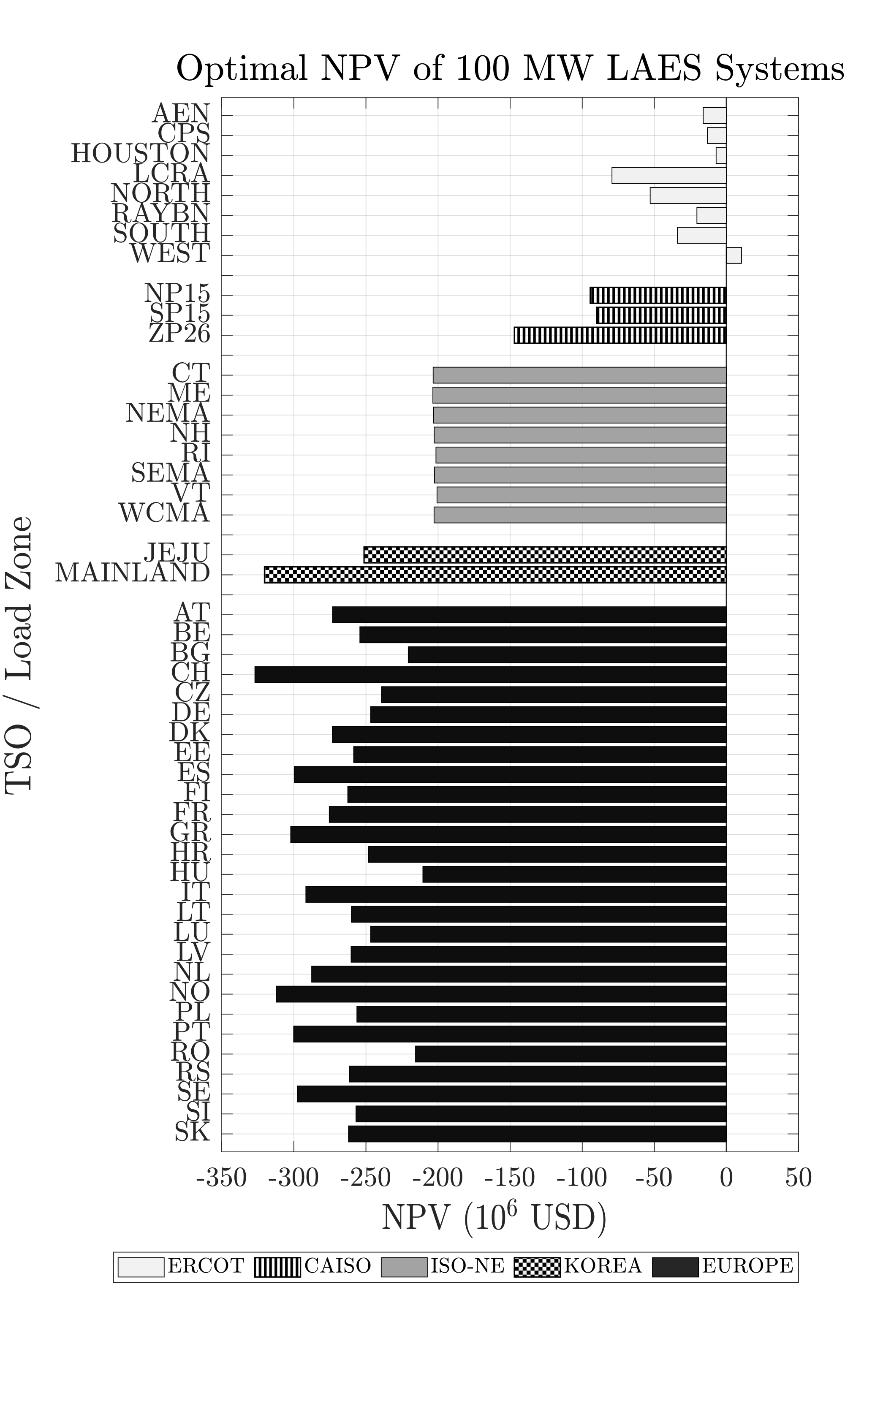 Optimal NPV of 100 MW LAES Systems
AEN
CPS
HOUSTON
LCRA
NORTH
RAYBN
SOUTH
WEST
NP15
SP15
ZP26
CT
ME
NEMA
NH
RI
SEMA
VT
WCMA
JEJU
MAINLAND
AT
BE
BG
CH
CZ
DE
DK
EE
ES
FI
FR
GR
HR
HU
IT
LT
LU
LV
NL
NO
PL
PT
RO
RS
SE
SI
SK
TSO / Load Zone
-350 -300 -250 -200 -150 -100 -50 0 50
NPV (10⁶ USD)
ERCOT CAISO ISO-NE KOREA EUROPE